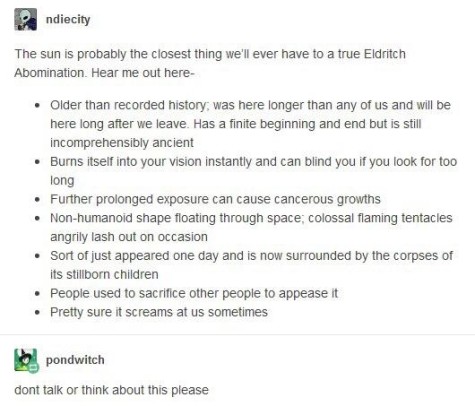 ndiecity
The sun is probably the closest thing we'll ever have to a true Eldritch
Abomination. Hear me out here-
• Older than recorded history; was here longer than any of us and will be
here long after we leave. Has a finite beginning and end but is still
incomprehensibly ancient
• Burns itself into your vision instantly and can blind you if you look for too
long
• Further prolonged exposure can cause cancerous growths
• Non-humanoid shape floating through space; colossal flaming tentacles
angrily lash out on occasion
• Sort of just appeared one day and is now surrounded by the corpses of
its stillborn children
• People used to sacrifice other people to appease it
• Pretty sure it screams at us sometimes
pondwitch
dont talk or think about this please